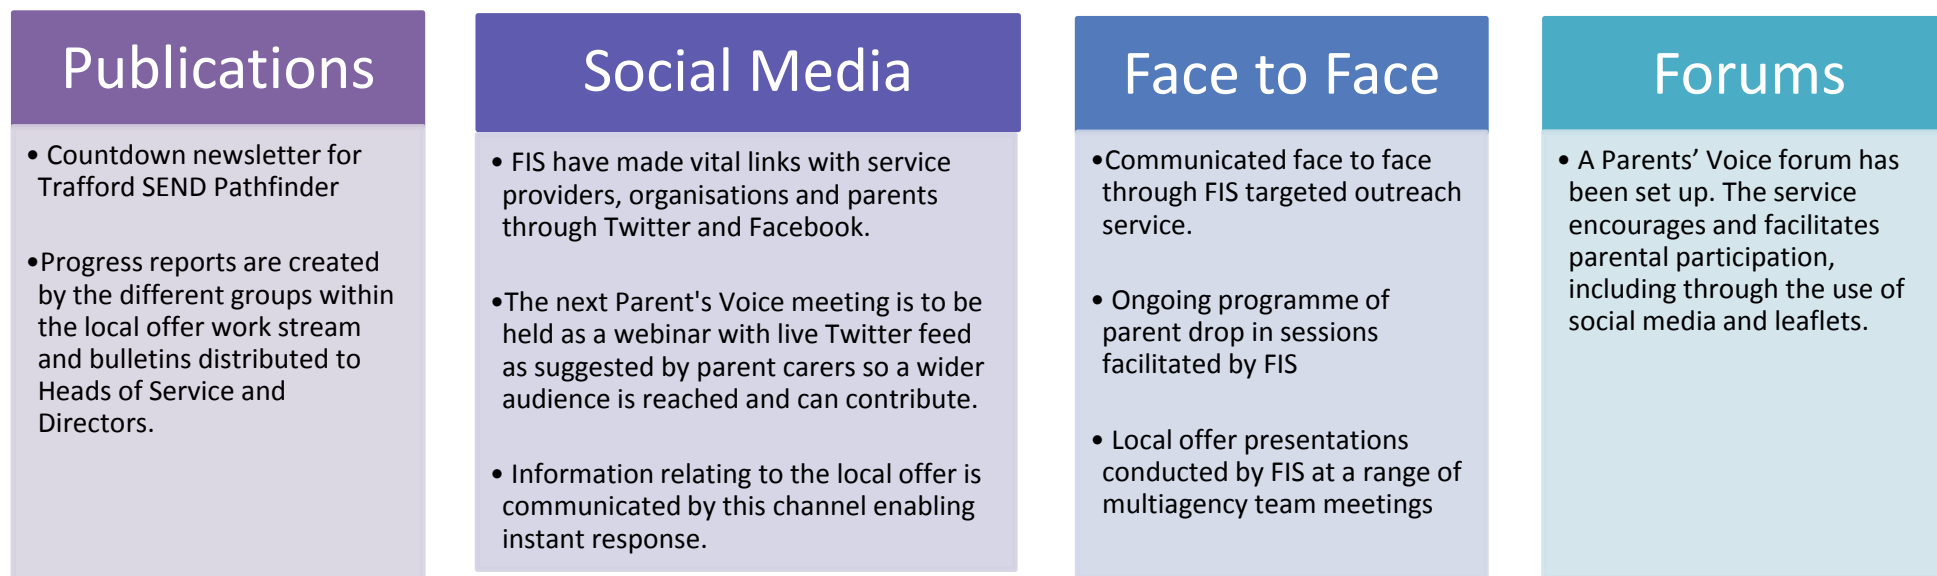 Publications
• Countdown newsletter for
Trafford SEND Pathfinder
•Progress reports are created
by the different groups within
the local offer work stream
and bulletins distributed to
Heads of Service and
Directors.
Social Media
• FIS have made vital links with service
providers, organisations and parents
through Twitter and Facebook.
•The next Parent's Voice meeting is to be
held as a webinar with live Twitter feed
as suggested by parent carers so a wider
audience is reached and can contribute.
• Information relating to the local offer is
communicated by this channel enabling
instant response.
Face to Face
•Communicated face to face
through FIS targeted outreach
service.
• Ongoing programme of
parent drop in sessions
facilitated by FIS
• Local offer presentations
conducted by FIS at a range of
multiagency team meetings
Forums
• A Parents’ Voice forum has
been set up. The service
encourages and facilitates
parental participation,
including through the use of
social media and leaflets.